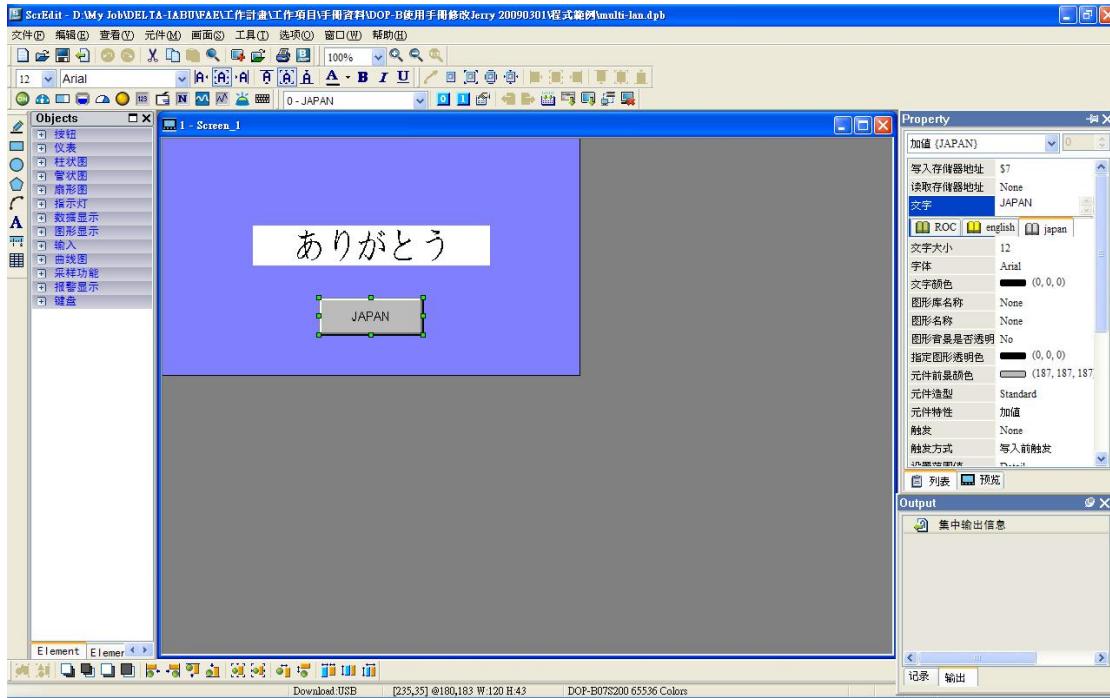 ScrEdit - D:\My Job\DELTA-IABU\FAE\工作計畫\工作項目\手冊資料\DOP-B使用手冊修改Jerry 20090301\程式範例\multi-lan.dpb
文件(F) 编辑(E) 查看(V) 元件(M) 画面(S) 工具(T) 选项(O) 窗口(W) 帮助(H)
100%
12 Arial
0 - JAPAN
Objects
按钮
仪表
柱状图
管状图
扇形图
指示灯
数据显示
图形显示
输入
曲线图
采样功能
报警显示
键盘
Element Elemer
1 - Screen_1
ありがとう
JAPAN
Property
加值 {JAPAN} 0
写入存储器地址 $7
读取存储器地址 None
文字 JAPAN
ROC english japan
文字大小 12
字体 Arial
文字颜色 (0, 0, 0)
图形库名称 None
图形名称 None
图形背景是否透明 No
指定图形透明色 (0, 0, 0)
元件前景颜色 (187, 187, 187
元件造型 Standard
元件特性 加值
触发 None
触发方式 写入前触发
列表 预览
Output
集中输出信息
记录 输出
Download:USB [235,35] @180,183 W:120 H:43 DOP-B07S200 65536 Colors